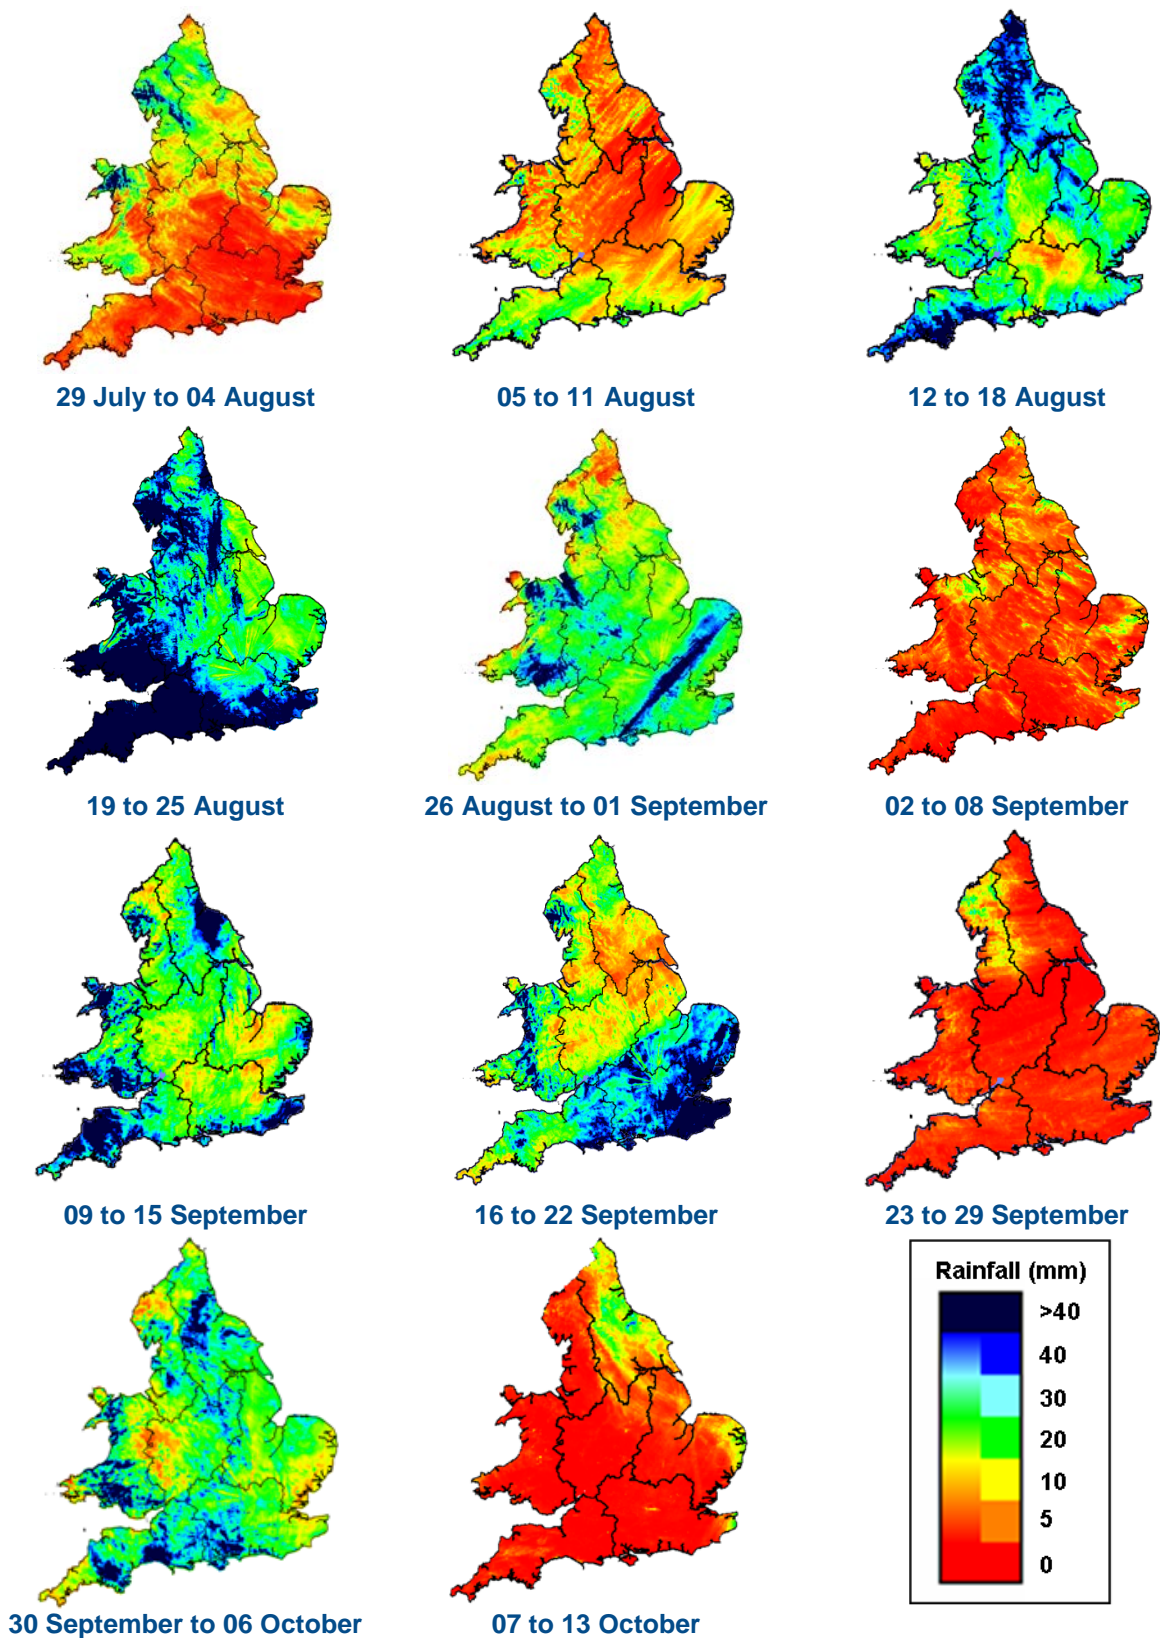 29 July to 04 August
05 to 11 August
12 to 18 August
19 to 25 August
26 August to 01 September
02 to 08 September
09 to 15 September
16 to 22 September
23 to 29 September
Rainfall (mm)
>40
40
30
20
10
5
0
30 September to 06 October
07 to 13 October